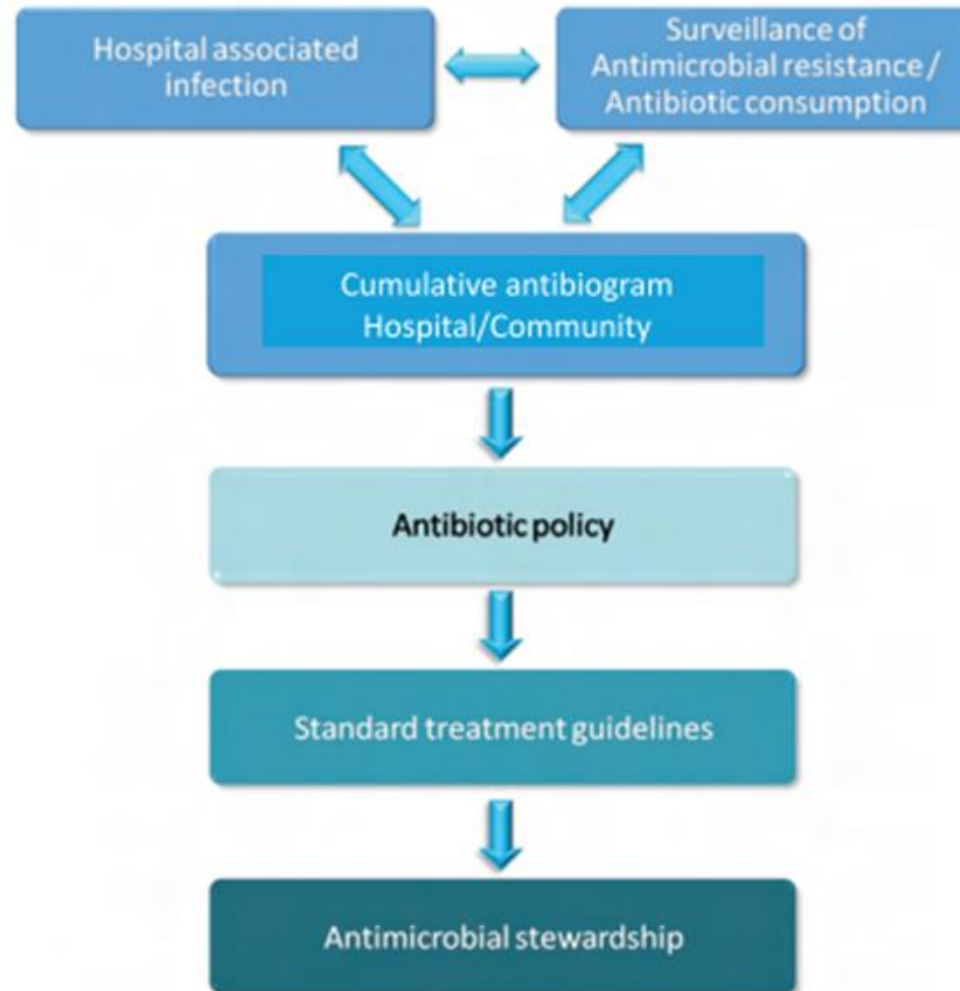 Hospital associated
infection
Surveillance of
Antimicrobial resistance /
Antibiotic consumption
Cumulative antibiogram
Hospital/Community
Antibiotic policy
Standard treatment guidelines
Antimicrobial stewardship